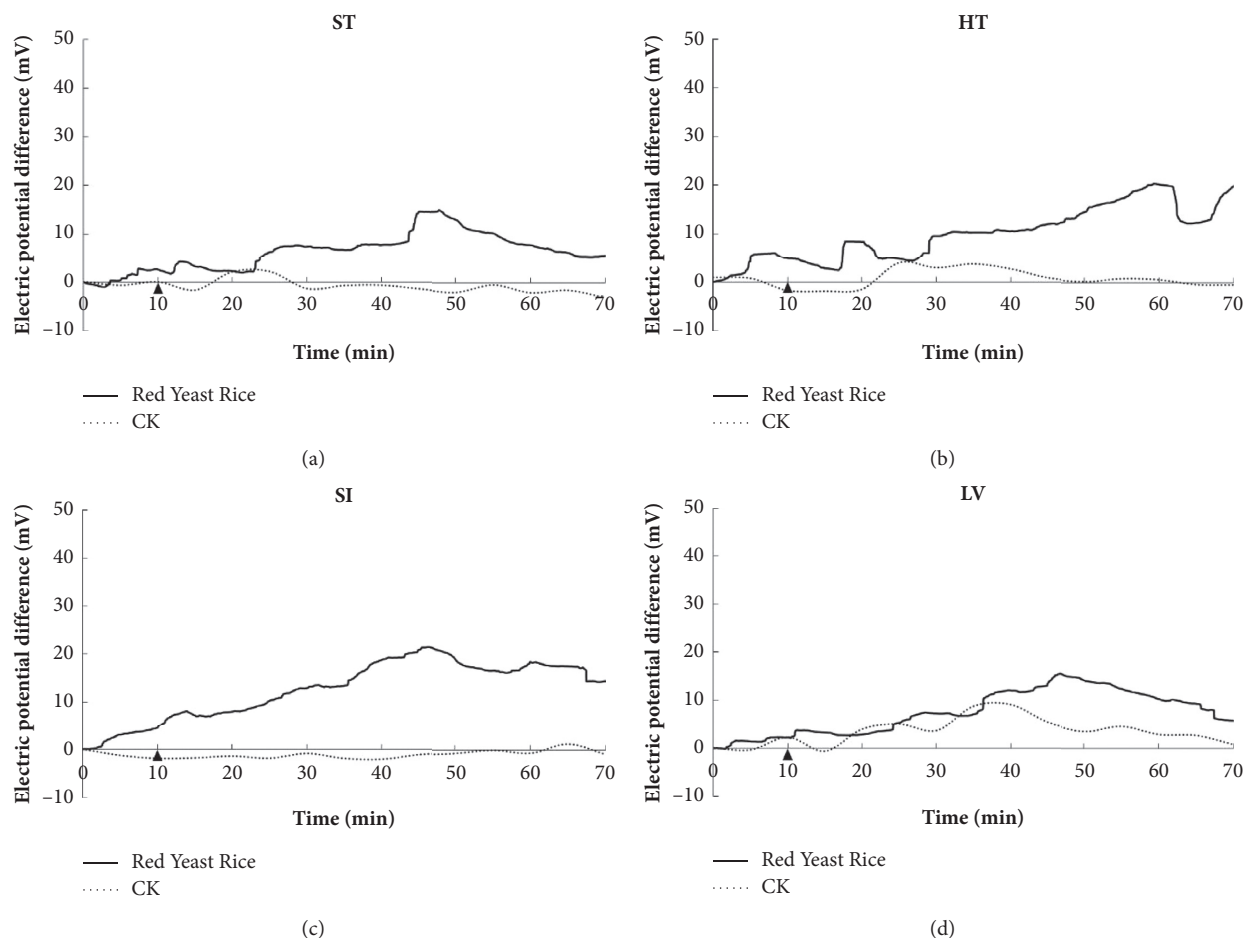 ST
Electric potential difference (mV)
50
40
30
20
10
0
–10
0 10 20 30 40 50 60 70
Time (min)
Red Yeast Rice
CK
(a)
HT
Electric potential difference (mV)
50
40
30
20
10
0
–10
0 10 20 30 40 50 60 70
Time (min)
Red Yeast Rice
CK
(b)
SI
Electric potential difference (mV)
50
40
30
20
10
0
–10
0 10 20 30 40 50 60 70
Time (min)
Red Yeast Rice
CK
(c)
LV
Electric potential difference (mV)
50
40
30
20
10
0
–10
0 10 20 30 40 50 60 70
Time (min)
Red Yeast Rice
CK
(d)